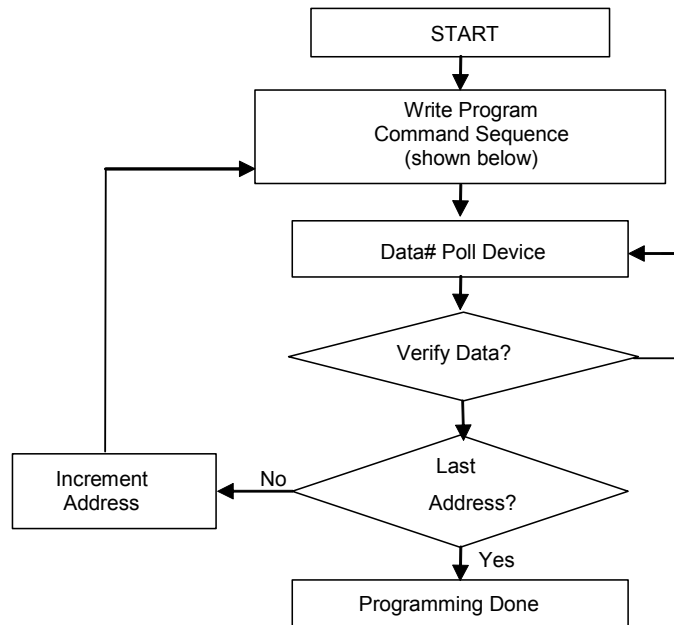 START
Write Program
Command Sequence
(shown below)
Data# Poll Device
Verify Data?
Last
Address?
No
Increment
Address
Yes
Programming Done